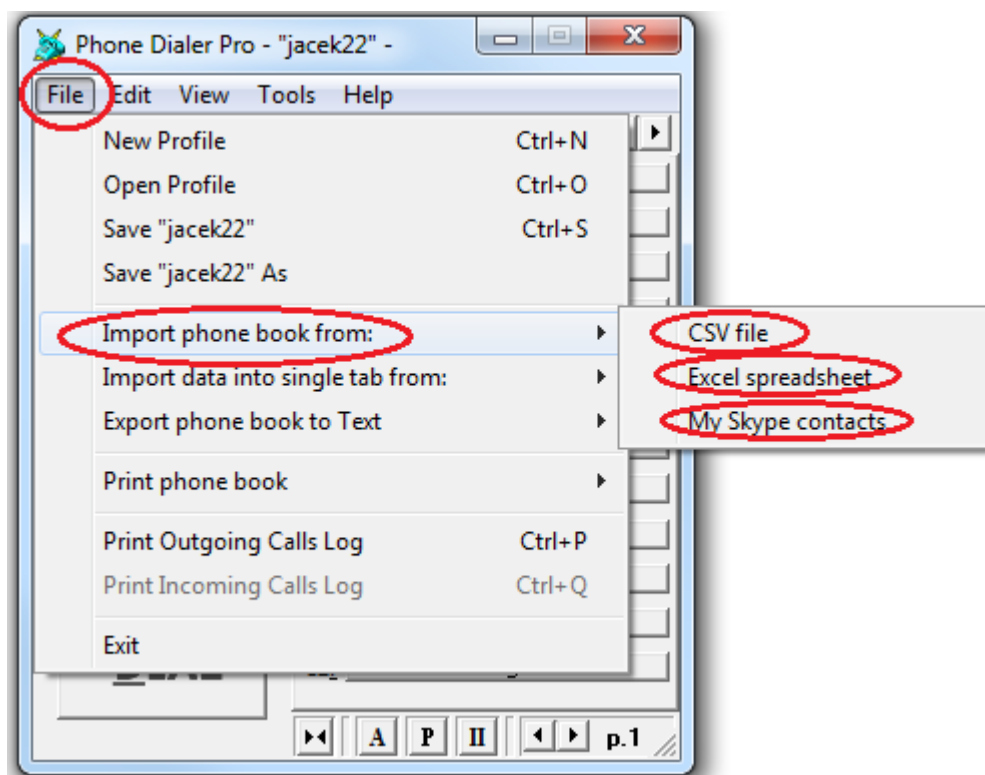 Phone Dialer Pro - "jacek22" -
File Edit View Tools Help
New Profile Ctrl+N
Open Profile Ctrl+O
Save "jacek22" Ctrl+S
Save "jacek22" As
Import phone book from: CSV file
Import data into single tab from: Excel spreadsheet
Export phone book to Text My Skype contacts
Print phone book
Print Outgoing Calls Log Ctrl+P
Print Incoming Calls Log Ctrl+Q
Exit
A P II p.1